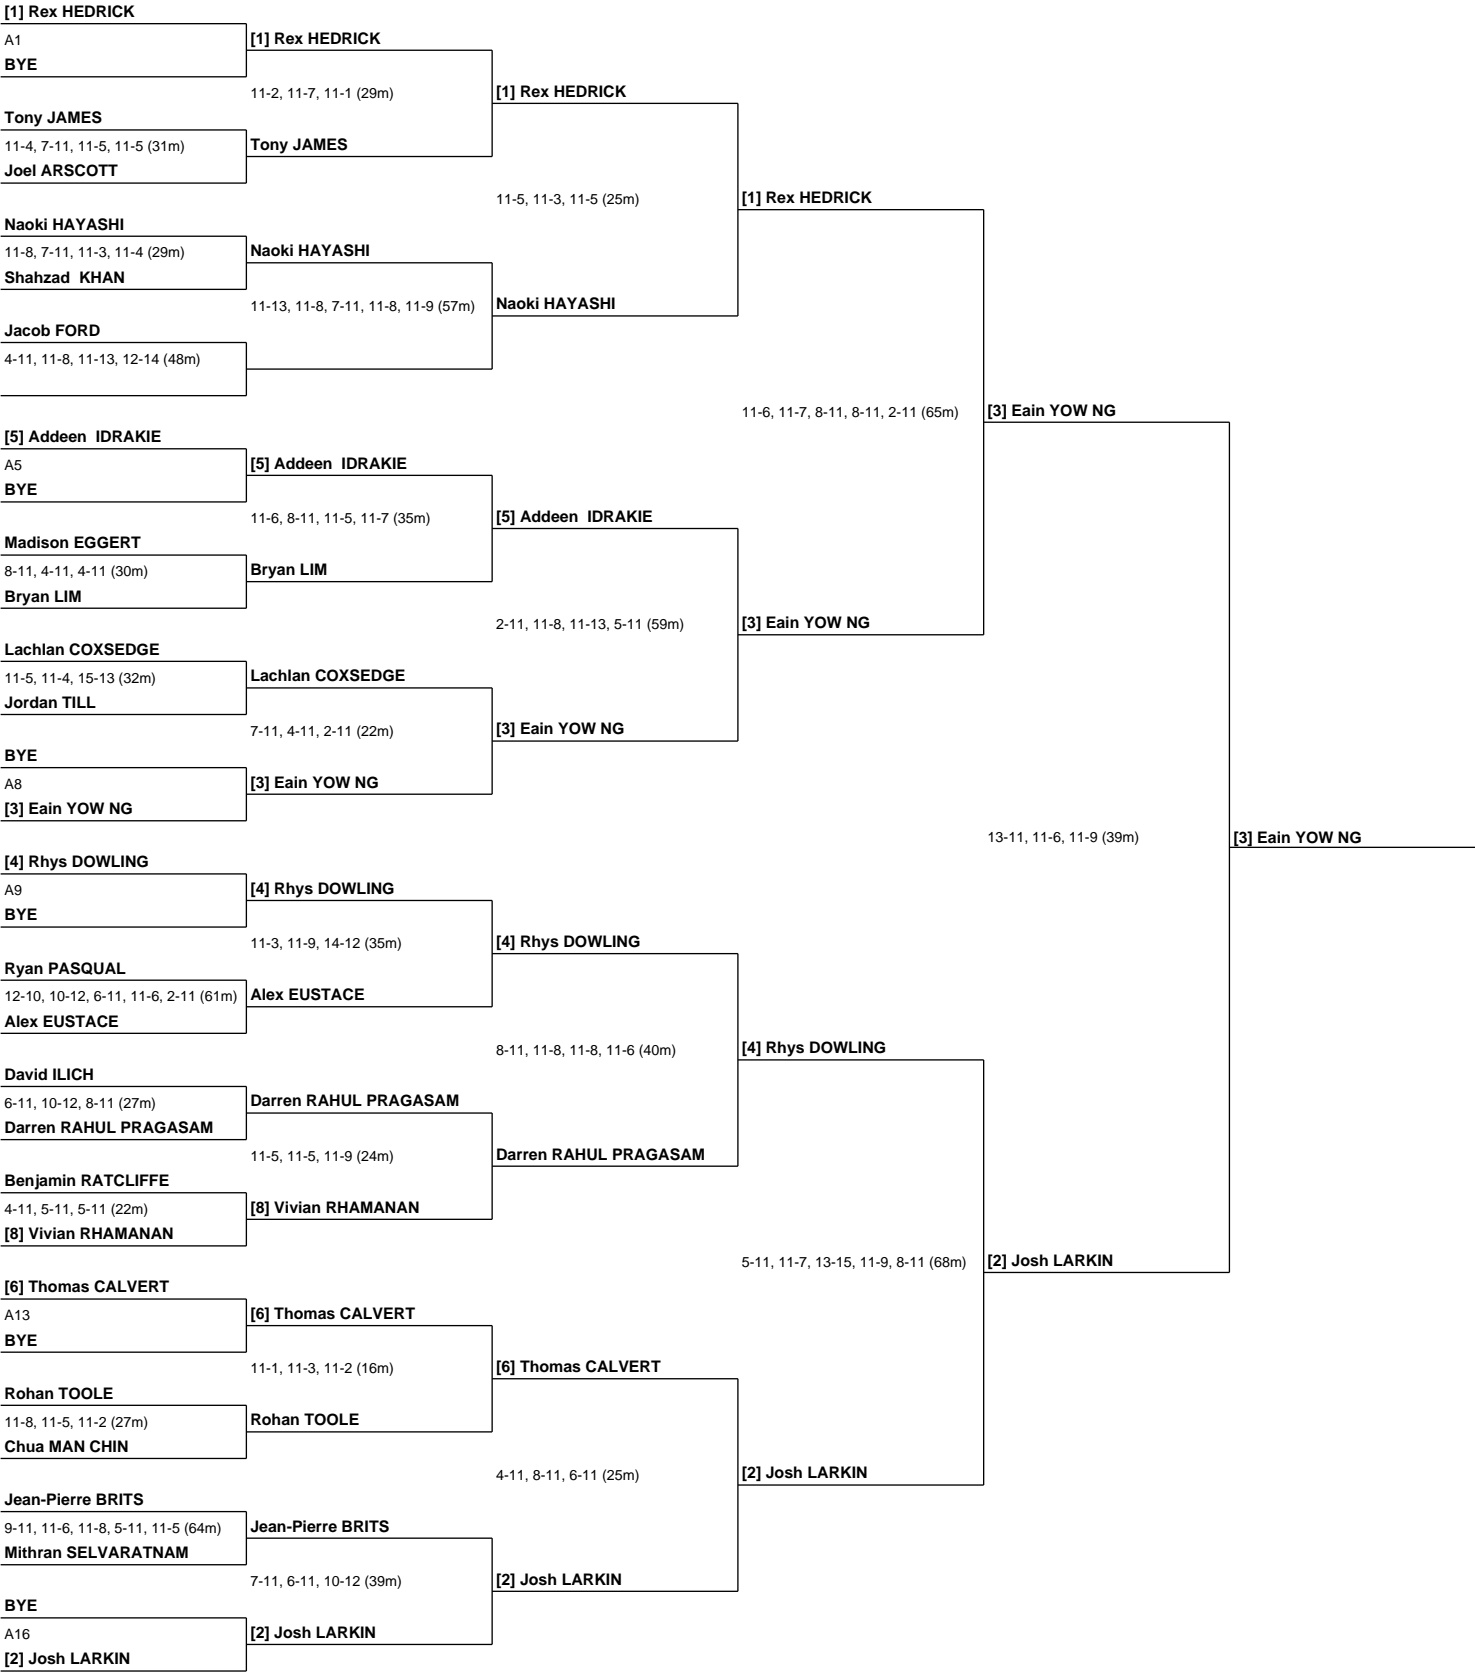 [1] Rex HEDRICK
A1
BYE
Tony JAMES
11-4, 7-11, 11-5, 11-5 (31m)
Joel ARSCOTT
Naoki HAYASHI
11-8, 7-11, 11-3, 11-4 (29m)
Shahzad  KHAN
Jacob FORD
4-11, 11-8, 11-13, 12-14 (48m)
[5] Addeen  IDRAKIE
A5
BYE
Madison EGGERT
8-11, 4-11, 4-11 (30m)
Bryan LIM
Lachlan COXSEDGE
11-5, 11-4, 15-13 (32m)
Jordan TILL
BYE
A8
[3] Eain YOW NG
[4] Rhys DOWLING
A9
BYE
Ryan PASQUAL
12-10, 10-12, 6-11, 11-6, 2-11 (61m)
Alex EUSTACE
David ILICH
6-11, 10-12, 8-11 (27m)
Darren RAHUL PRAGASAM
Benjamin RATCLIFFE
4-11, 5-11, 5-11 (22m)
[8] Vivian RHAMANAN
[6] Thomas CALVERT
A13
BYE
Rohan TOOLE
11-8, 11-5, 11-2 (27m)
Chua MAN CHIN
Jean-Pierre BRITS
9-11, 11-6, 11-8, 5-11, 11-5 (64m)
Mithran SELVARATNAM
BYE
A16
[2] Josh LARKIN
[1] Rex HEDRICK
11-2, 11-7, 11-1 (29m)
Tony JAMES
Naoki HAYASHI
11-13, 11-8, 7-11, 11-8, 11-9 (57m)
[5] Addeen  IDRAKIE
11-6, 8-11, 11-5, 11-7 (35m)
Bryan LIM
Lachlan COXSEDGE
7-11, 4-11, 2-11 (22m)
[3] Eain YOW NG
[4] Rhys DOWLING
11-3, 11-9, 14-12 (35m)
Alex EUSTACE
Darren RAHUL PRAGASAM
11-5, 11-5, 11-9 (24m)
[8] Vivian RHAMANAN
[6] Thomas CALVERT
11-1, 11-3, 11-2 (16m)
Rohan TOOLE
Jean-Pierre BRITS
7-11, 6-11, 10-12 (39m)
[2] Josh LARKIN
[1] Rex HEDRICK
11-5, 11-3, 11-5 (25m)
Naoki HAYASHI
[5] Addeen  IDRAKIE
2-11, 11-8, 11-13, 5-11 (59m)
[3] Eain YOW NG
[4] Rhys DOWLING
8-11, 11-8, 11-8, 11-6 (40m)
Darren RAHUL PRAGASAM
[6] Thomas CALVERT
4-11, 8-11, 6-11 (25m)
[2] Josh LARKIN
[1] Rex HEDRICK
11-6, 11-7, 8-11, 8-11, 2-11 (65m)
[3] Eain YOW NG
[4] Rhys DOWLING
5-11, 11-7, 13-15, 11-9, 8-11 (68m)
[2] Josh LARKIN
[3] Eain YOW NG
13-11, 11-6, 11-9 (39m)
[2] Josh LARKIN
[3] Eain YOW NG